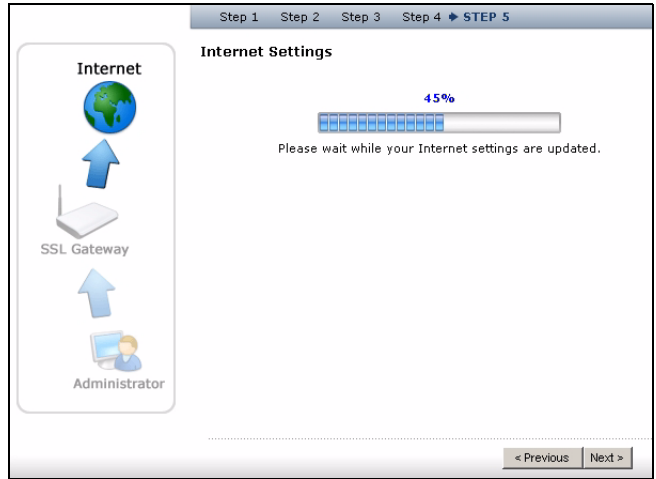 Step 1 Step 2 Step 3 Step 4 STEP 5
Internet Settings
Internet
45%
Please wait while your Internet settings are updated.
SSL Gateway
Administrator
« Previous Next »